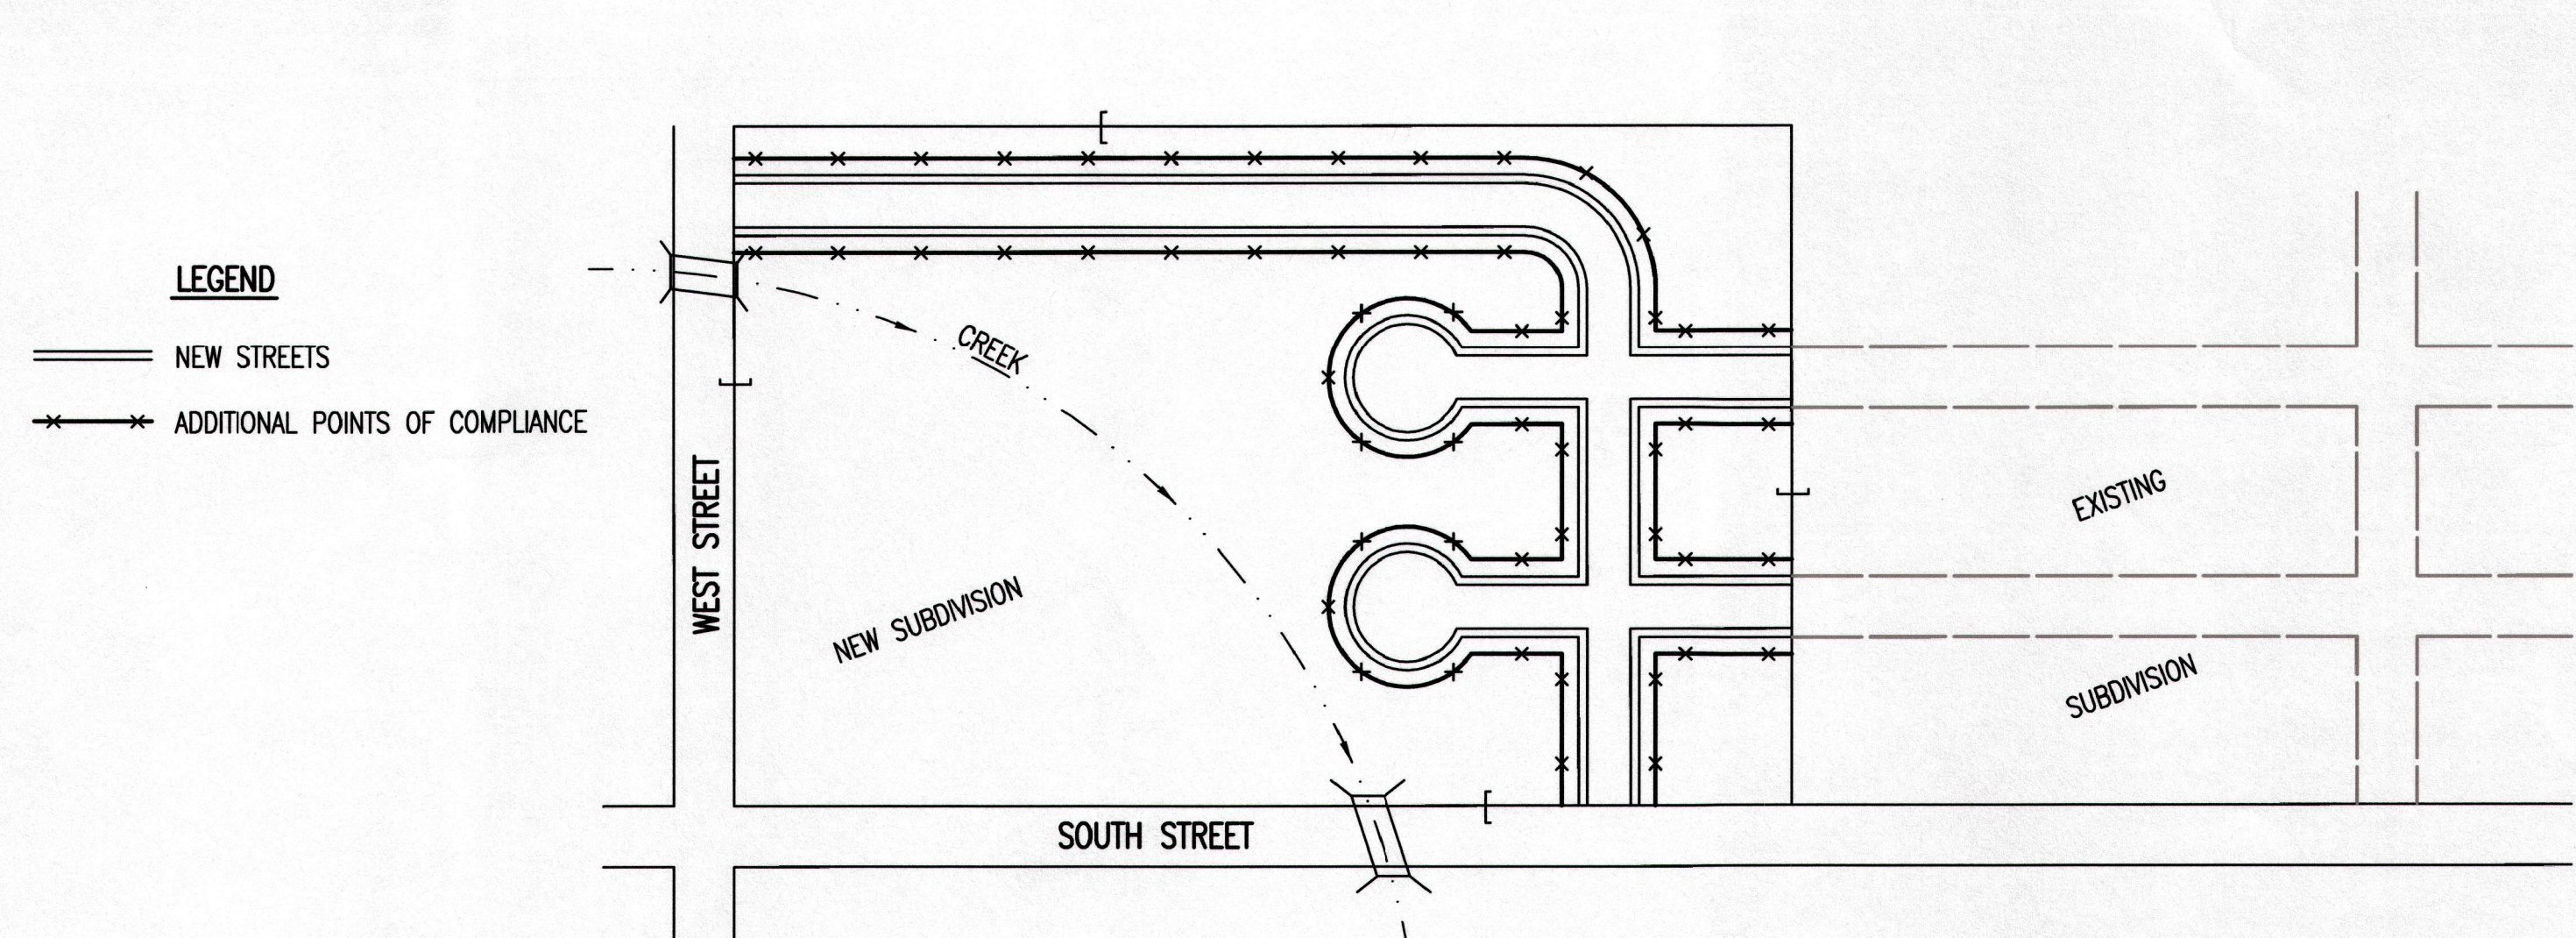 LEGEND
NEW STREETS
ADDITIONAL POINTS OF COMPLIANCE
CREEK
WEST STREET
NEW SUBDIVISION
EXISTING
SUBDIVISION
SOUTH STREET